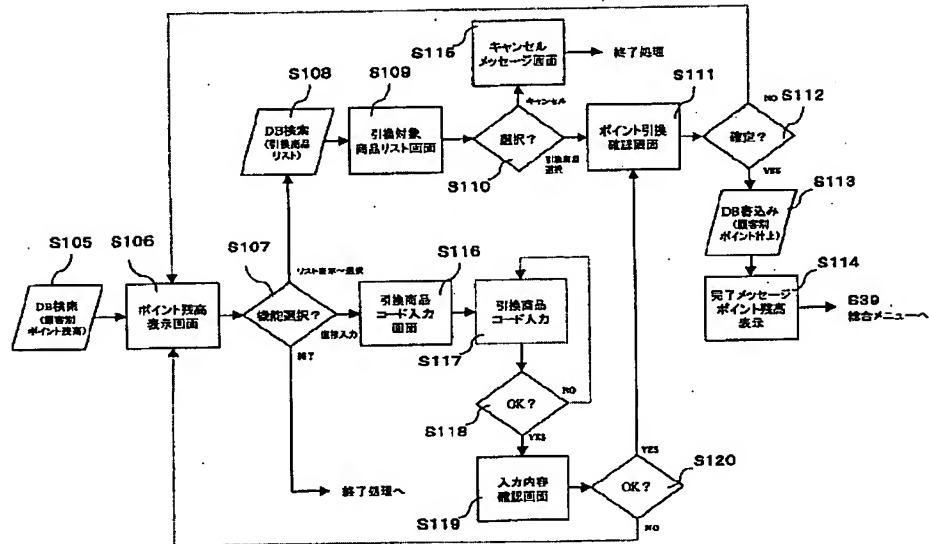 S115
キャンセル
メッセージ画面
終了処理
S108
S109
S111
キャンセル
NO
S112
DB検索
(引換商品
リスト)
引換対象
商品リスト画面
選択?
ポイント引換
確認画面
確定?
S110
引換商品
選択
YES
S113
DB書込み
(顧客別
ポイント計上)
S105
S106
S107
リスト表示~選択
S116
S114
DB検索
(顧客別
ポイント残高)
ポイント残高
表示画面
機能選択?
引換商品
コード入力
画面
引換商品
コード入力
完了メッセージ
ポイント残高
表示
S39
総合メニューへ
直接入力
終了
S117
NO
OK?
S118
YES
YES
S120
終了処理へ
入力内容
確認画面
OK?
S119
NO